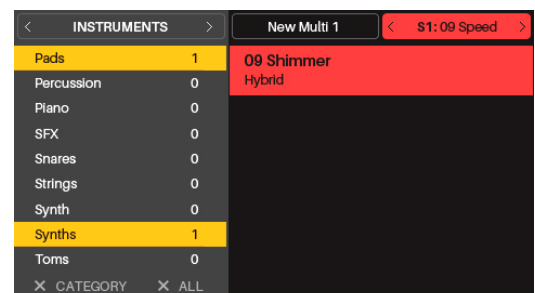 < INSTRUMENTS >
New Multi 1
< S1: 09 Speed >
Pads 1
Percussion 0
Piano 0
SFX 0
Snares 0
Strings 0
Synth 0
Synths 1
Toms 0
X CATEGORY X ALL
09 Shimmer
Hybrid